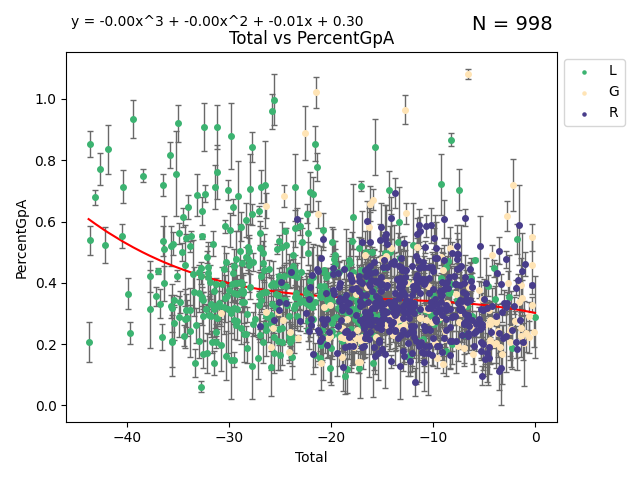 y = -0.00x^3 + -0.00x^2 + -0.01x + 0.30
N = 998
Total vs PercentGpA
L
G
R
PercentGpA
1.0
0.8
0.6
0.4
0.2
0.0
−40
−30
−20
−10
0
Total